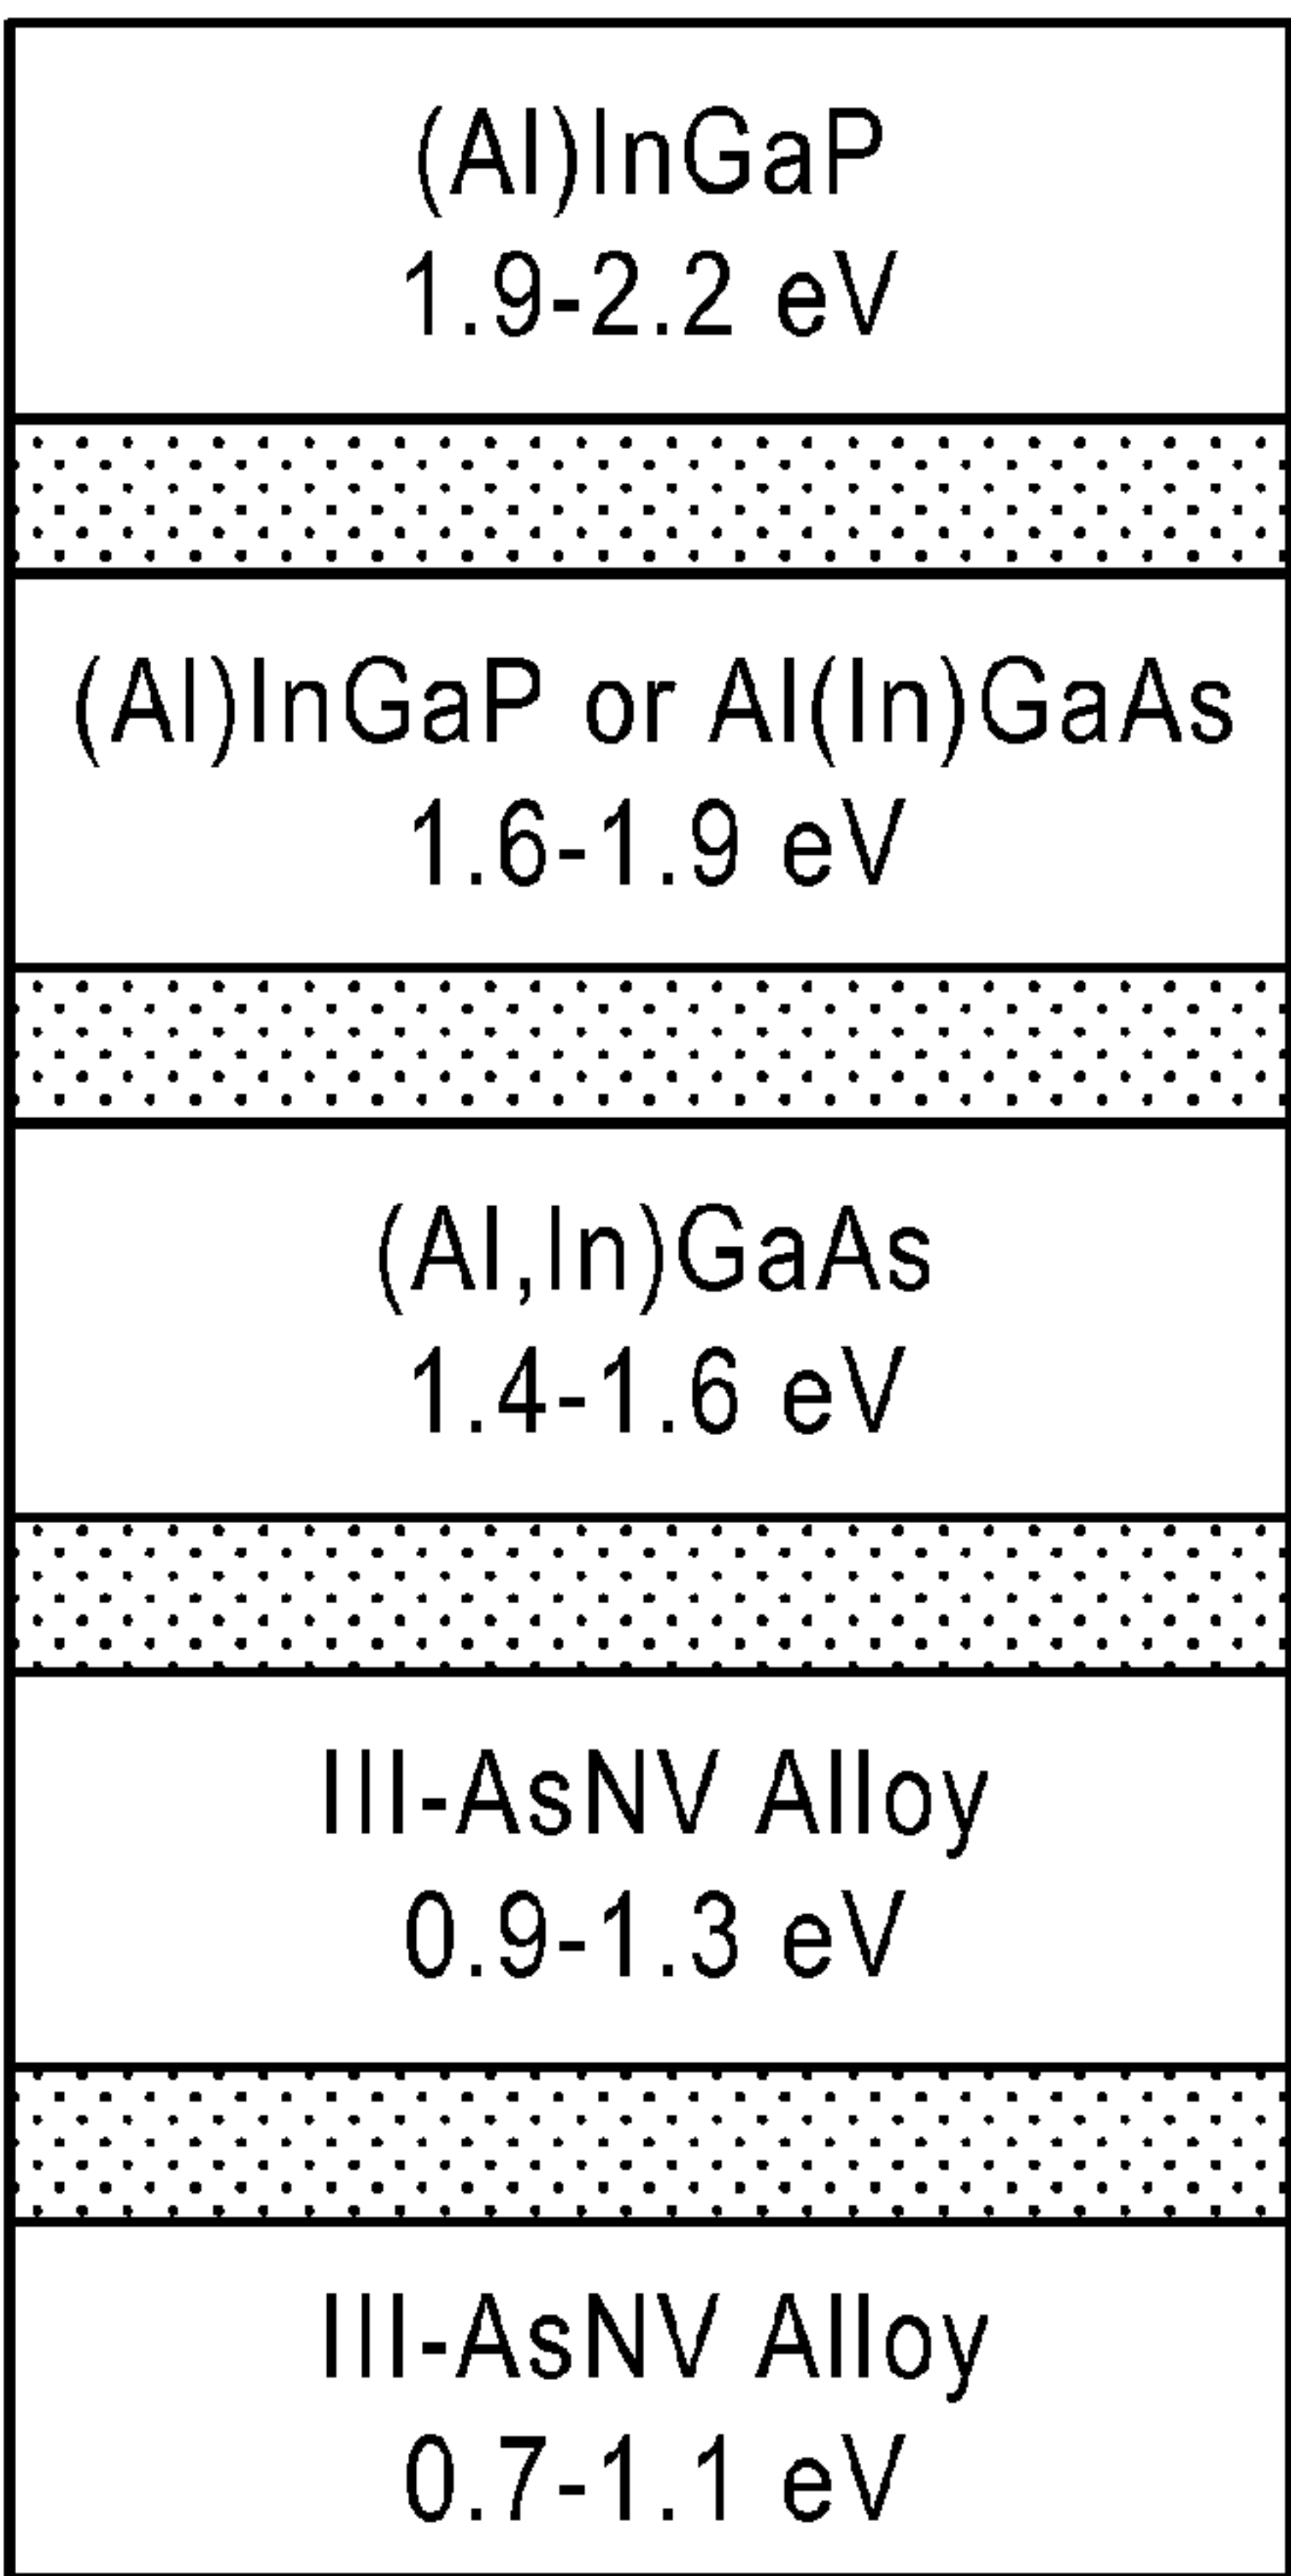 (Al)InGaP
1.9-2.2 eV
(Al)InGaP or Al(In)GaAs
1.6-1.9 eV
(Al,In)GaAs
1.4-1.6 eV
III-AsNV Alloy
0.9-1.3 eV
III-AsNV Alloy
0.7-1.1 eV